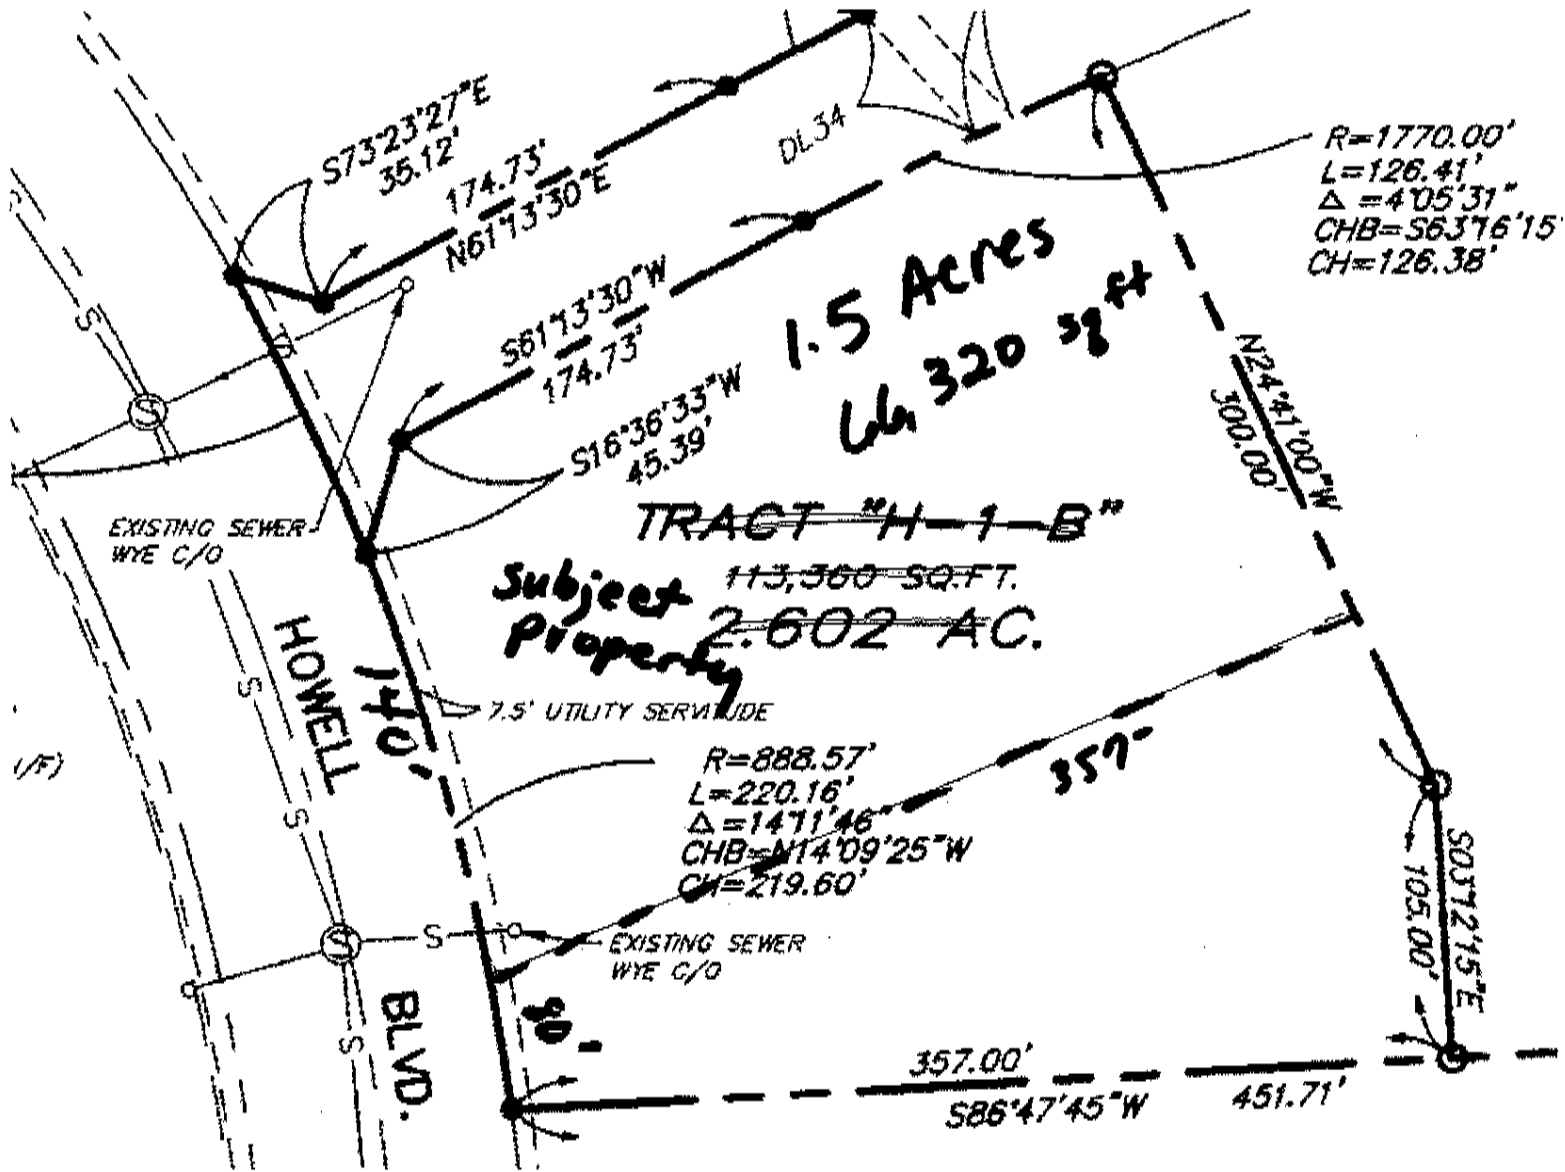 S73°23'27"E
35.12'
174.73'
N61°13'30"E
DL34
R=1770.00'
L=126.41'
Δ =4°05'31"
CHB=S63°16'15"
CH=126.38'
S61°13'30"W
174.73'
1.5 Acres
320 sq ft
S16°36'33"W
45.39'
N24°41'00"W
300.00'
EXISTING SEWER
WYE C/O
TRACT "H-1-B"
113,360 SQ.FT.
2.602 AC.
Subject
Property
HOWELL
BLVD.
140'
7.5' UTILITY SERVITUDE
R=888.57'
L=220.16'
Δ =14°11'46"
CHB=N14°09'25"W
CH=219.60'
357'
EXISTING SEWER
WYE C/O
80'
S03°12'15"E
105.00'
357.00'
S86°47'45"W
451.71'
S
S
S
S
S
S
S
S
/F)